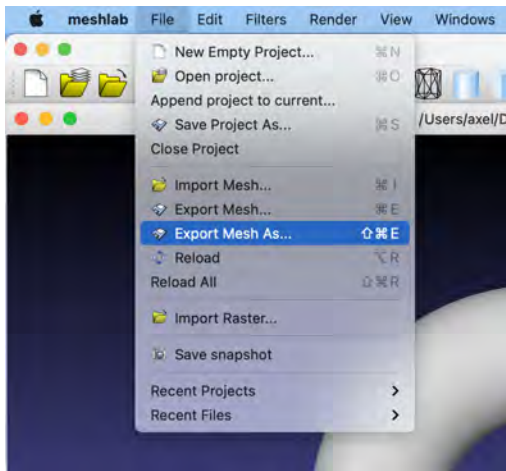 meshlab File Edit Filters Render View Windows
New Empty Project... ⌘N
Open project... ⌘O
Append project to current...
Save Project As... ⌘S
/Users/axel/D
Close Project
Import Mesh... ⌘I
Export Mesh... ⌘E
Export Mesh As... ⇧⌘E
Reload ⌥R
Reload All ⇧⌘R
Import Raster...
Save snapshot
Recent Projects >
Recent Files >